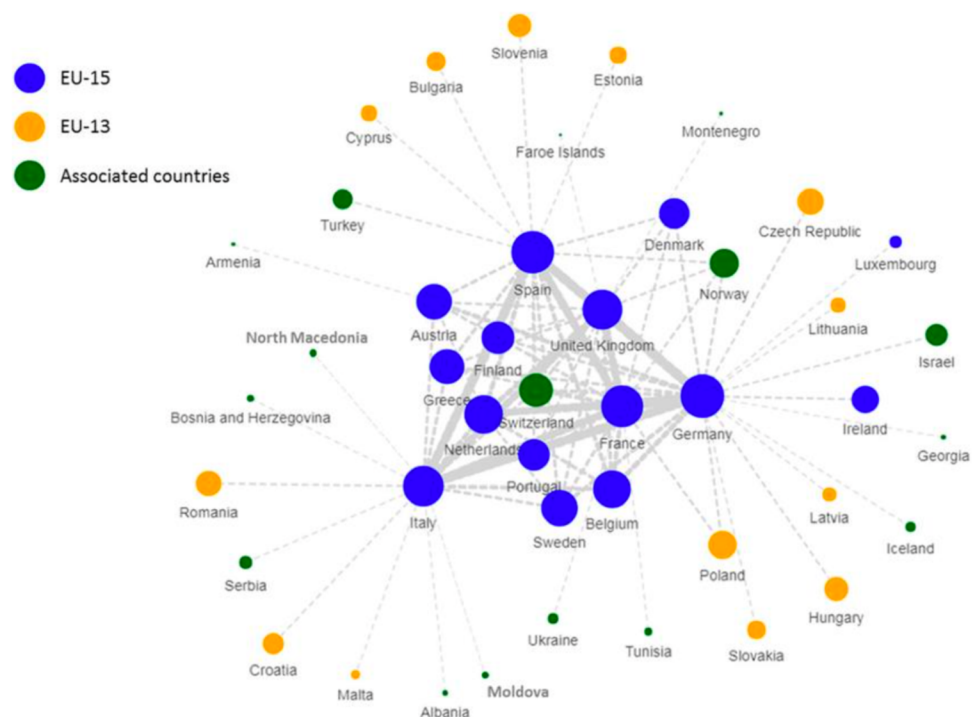 Slovenia
EU-15
Bulgaria
Estonia
EU-13
Cyprus
Faroe Islands
Montenegro
Associated countries
Turkey
Denmark
Czech Republic
Armenia
Luxembourg
Spain
Norway
Austria
United Kingdom
Lithuania
North Macedonia
Finland
Israel
Greece
Bosnia and Herzegovina
Switzerland
Netherlands
France
Germany
Ireland
Georgia
Portugal
Romania
Italy
Belgium
Latvia
Sweden
Iceland
Poland
Serbia
Hungary
Ukraine
Tunisia
Slovakia
Croatia
Malta
Moldova
Albania